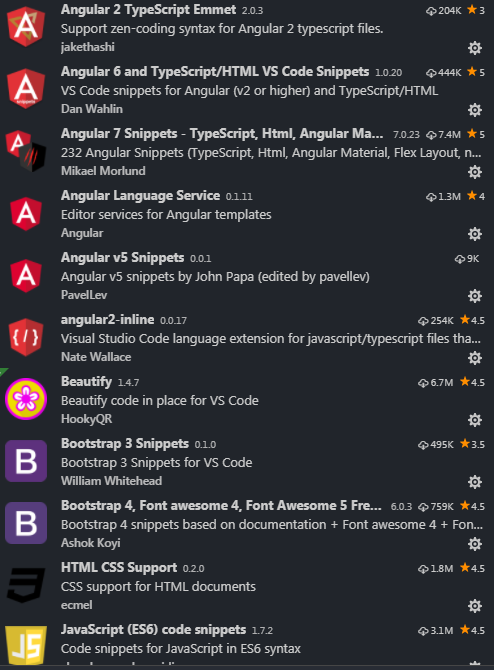 Angular 2 TypeScript Emmet 2.0.3 204K ★3
Support zen-coding syntax for Angular 2 typescript files.
jakethashi
Angular 6 and TypeScript/HTML VS Code Snippets 1.0.20 444K ★5
VS Code snippets for Angular (v2 or higher) and TypeScript/HTML
Dan Wahlin
Angular 7 Snippets - TypeScript, Html, Angular Ma... 7.0.23 7.4M ★5
232 Angular Snippets (TypeScript, Html, Angular Material, Flex Layout, n...
Mikael Morlund
Angular Language Service 0.1.11 1.3M ★4
Editor services for Angular templates
Angular
Angular v5 Snippets 0.0.1 9K
Angular v5 snippets by John Papa (edited by pavellev)
PavelLev
angular2-inline 0.0.17 254K ★4.5
Visual Studio Code language extension for javascript/typescript files tha...
Nate Wallace
Beautify 1.4.7 6.7M ★4.5
Beautify code in place for VS Code
HookyQR
Bootstrap 3 Snippets 0.1.0 495K ★3.5
Bootstrap 3 Snippets for VS Code
William Whitehead
Bootstrap 4, Font awesome 4, Font Awesome 5 Fre... 6.0.3 759K ★4.5
Bootstrap 4 snippets based on documentation + Font awesome 4 + Fon...
Ashok Koyi
HTML CSS Support 0.2.0 1.8M ★4.5
CSS support for HTML documents
ecmel
JavaScript (ES6) code snippets 1.7.2 3.1M ★4.5
Code snippets for JavaScript in ES6 syntax